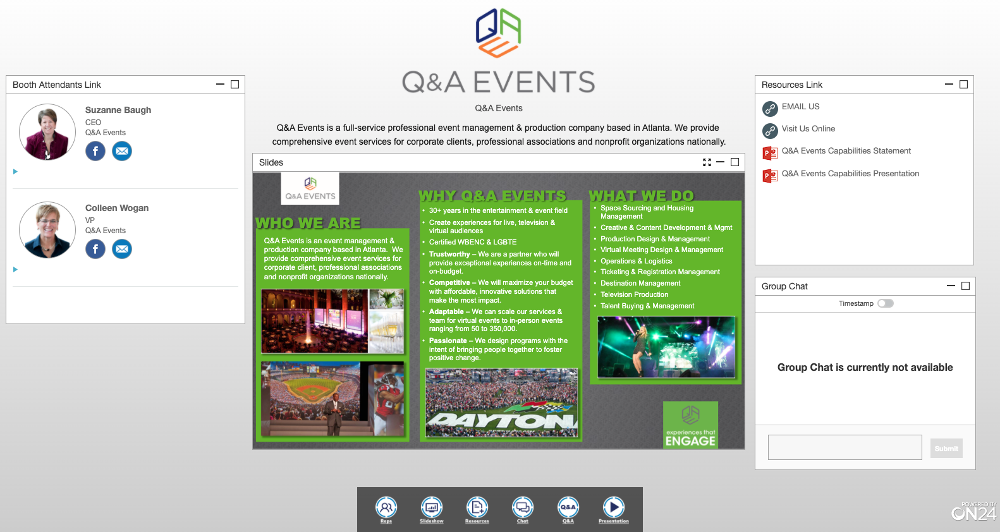 QA
Q&A EVENTS
Q&A Events
Q&A Events is a full-service professional event management & production company based in Atlanta. We provide
comprehensive event services for corporate clients, professional associations and nonprofit organizations nationally.
Booth Attendants Link
Suzanne Baugh
CEO
Q&A Events
Colleen Wogan
VP
Q&A Events
Slides
Q&A EVENTS
WHO WE ARE
Q&A Events is an event management &
production company based in Atlanta. We
provide comprehensive event services for
corporate client, professional associations
and nonprofit organizations nationally.
WHY Q&A EVENTS
• 30+ years in the entertainment & event field
• Create experiences for live, television &
virtual audiences
• Certified WBENC & LGBTE
• Trustworthy – We are a partner who will
provide exceptional experiences on-time and
on-budget.
• Competitive – We will maximize your budget
with affordable, innovative solutions that
make the most impact.
• Adaptable – We can scale our services &
team for virtual events to in-person events
ranging from 50 to 350,000.
• Passionate – We design programs with the
intent of bringing people together to foster
positive change.
DAYTON
WHAT WE DO
• Space Sourcing and Housing
Management
• Creative & Content Development & Mgmt
• Production Design & Management
• Virtual Meeting Design & Management
• Operations & Logistics
• Ticketing & Registration Management
• Destination Management
• Television Production
• Talent Buying & Management
experiences that
ENGAGE
Resources Link
EMAIL US
Visit Us Online
Q&A Events Capabilities Statement
Q&A Events Capabilities Presentation
Group Chat
Timestamp
Group Chat is currently not available
Submit
Reps
Slideshow
Resources
Chat
Q&A
Q&A
Presentation
POWERED BY
ON24